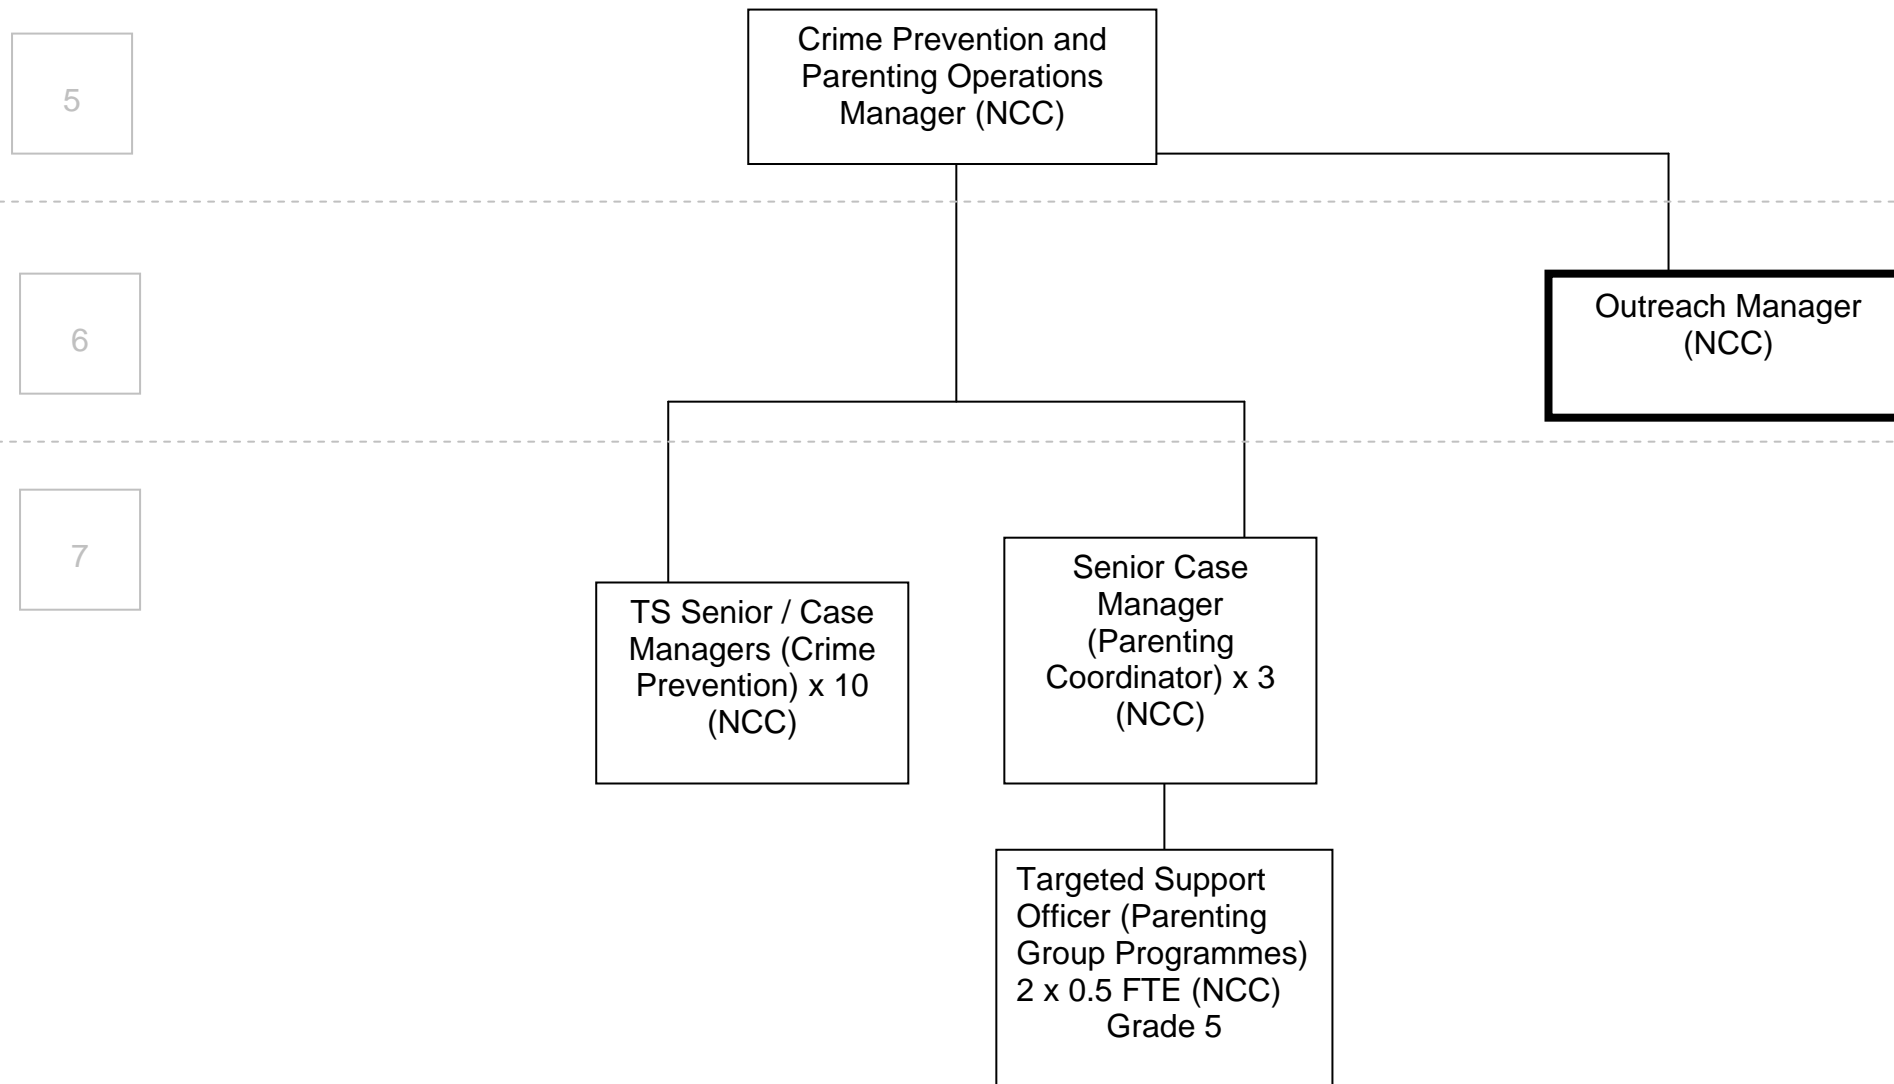 5
Crime Prevention and
Parenting Operations
Manager (NCC)
6
Outreach Manager
(NCC)
7
TS Senior / Case
Managers (Crime
Prevention) x 10
(NCC)
Senior Case
Manager
(Parenting
Coordinator) x 3
(NCC)
Targeted Support
Officer (Parenting
Group Programmes)
2 x 0.5 FTE (NCC)
Grade 5